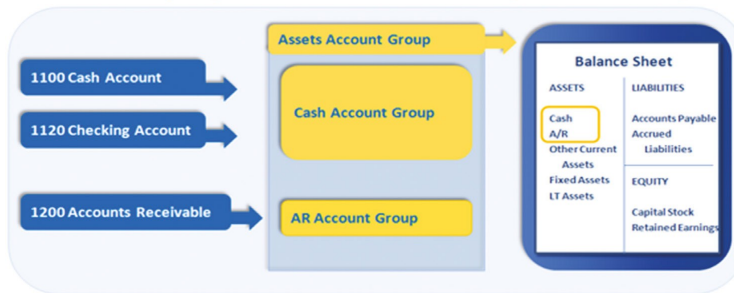 1100 Cash Account
1120 Checking Account
1200 Accounts Receivable
Assets Account Group
Cash Account Group
AR Account Group
Balance Sheet
ASSETS
Cash
A/R
Other Current
Assets
Fixed Assets
LT Assets
LIABILITIES
Accounts Payable
Accrued
Liabilities
EQUITY
Capital Stock
Retained Earnings